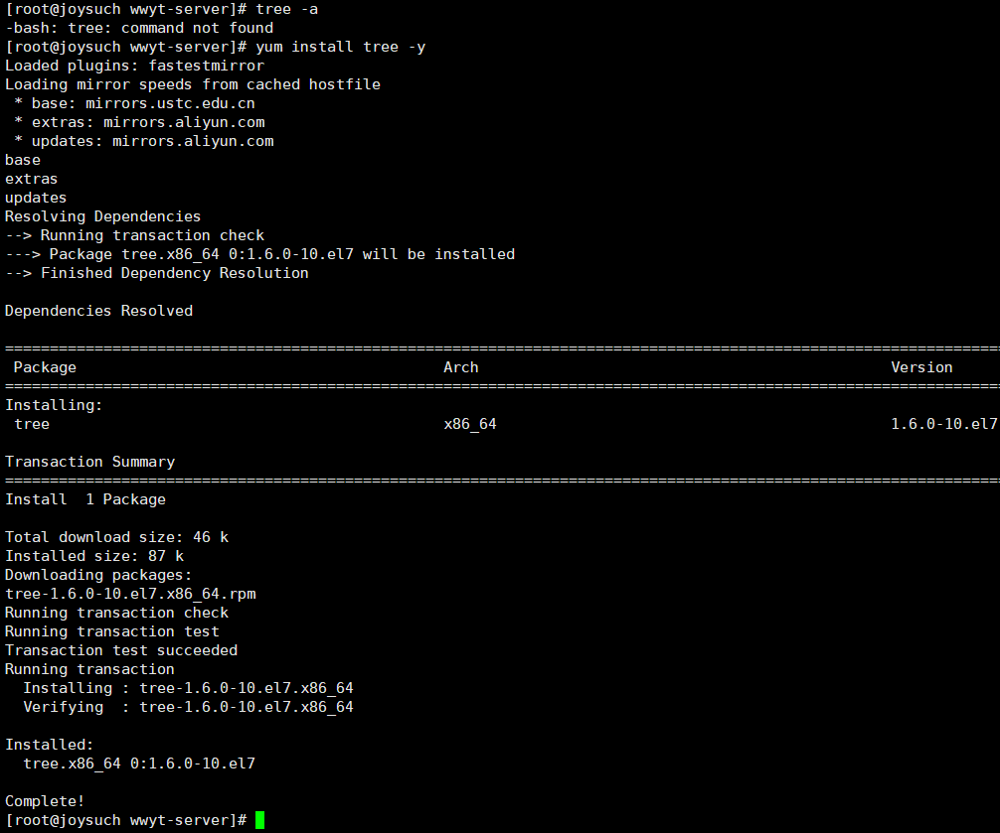 [root@joysuch wwyt-server]# tree -a
-bash: tree: command not found
[root@joysuch wwyt-server]# yum install tree -y
Loaded plugins: fastestmirror
Loading mirror speeds from cached hostfile
 * base: mirrors.ustc.edu.cn
 * extras: mirrors.aliyun.com
 * updates: mirrors.aliyun.com
base
extras
updates
Resolving Dependencies
--> Running transaction check
---> Package tree.x86_64 0:1.6.0-10.el7 will be installed
--> Finished Dependency Resolution
Dependencies Resolved
================================================================================================================
 Package Arch Version
================================================================================================================
Installing:
 tree x86_64 1.6.0-10.el7
Transaction Summary
================================================================================================================
Install  1 Package
Total download size: 46 k
Installed size: 87 k
Downloading packages:
tree-1.6.0-10.el7.x86_64.rpm
Running transaction check
Running transaction test
Transaction test succeeded
Running transaction
  Installing : tree-1.6.0-10.el7.x86_64
  Verifying  : tree-1.6.0-10.el7.x86_64
Installed:
  tree.x86_64 0:1.6.0-10.el7
Complete!
[root@joysuch wwyt-server]#